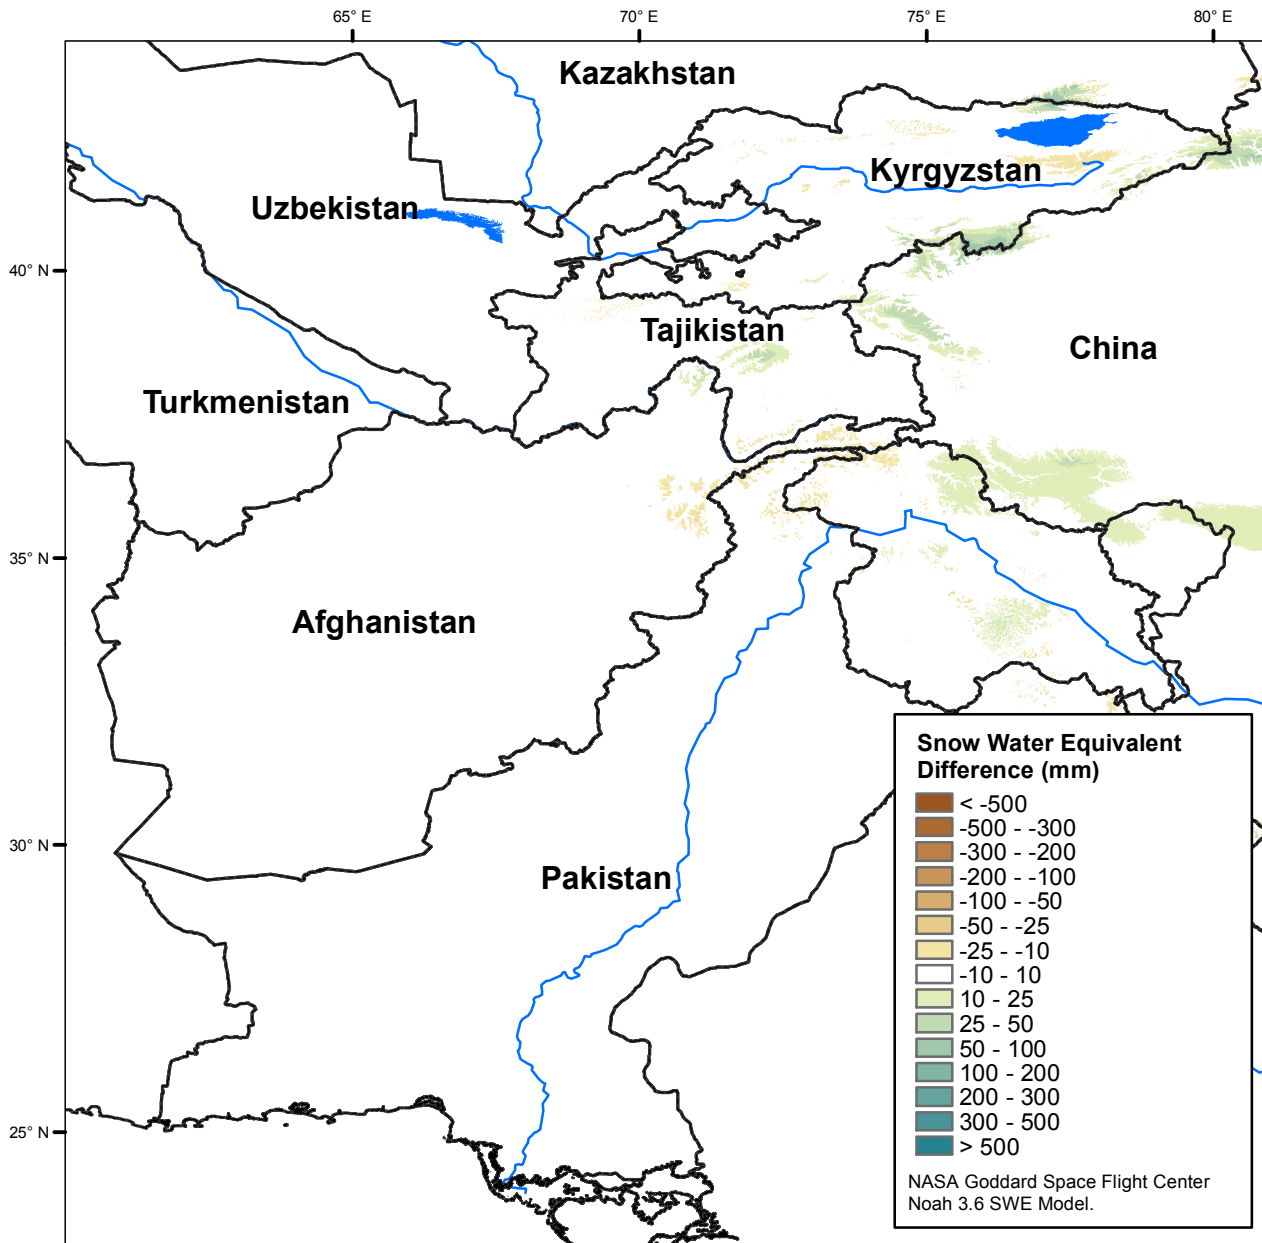 65° E
70° E
75° E
80° E
Kazakhstan
Kyrgyzstan
Uzbekistan
40° N
Tajikistan
China
Turkmenistan
35° N
Afghanistan
30° N
Pakistan
25° N
Snow Water Equivalent
Difference (mm)
< -500
-500 - -300
-300 - -200
-200 - -100
-100 - -50
-50 - -25
-25 - -10
-10 - 10
10 - 25
25 - 50
50 - 100
100 - 200
200 - 300
300 - 500
> 500
NASA Goddard Space Flight Center
Noah 3.6 SWE Model.